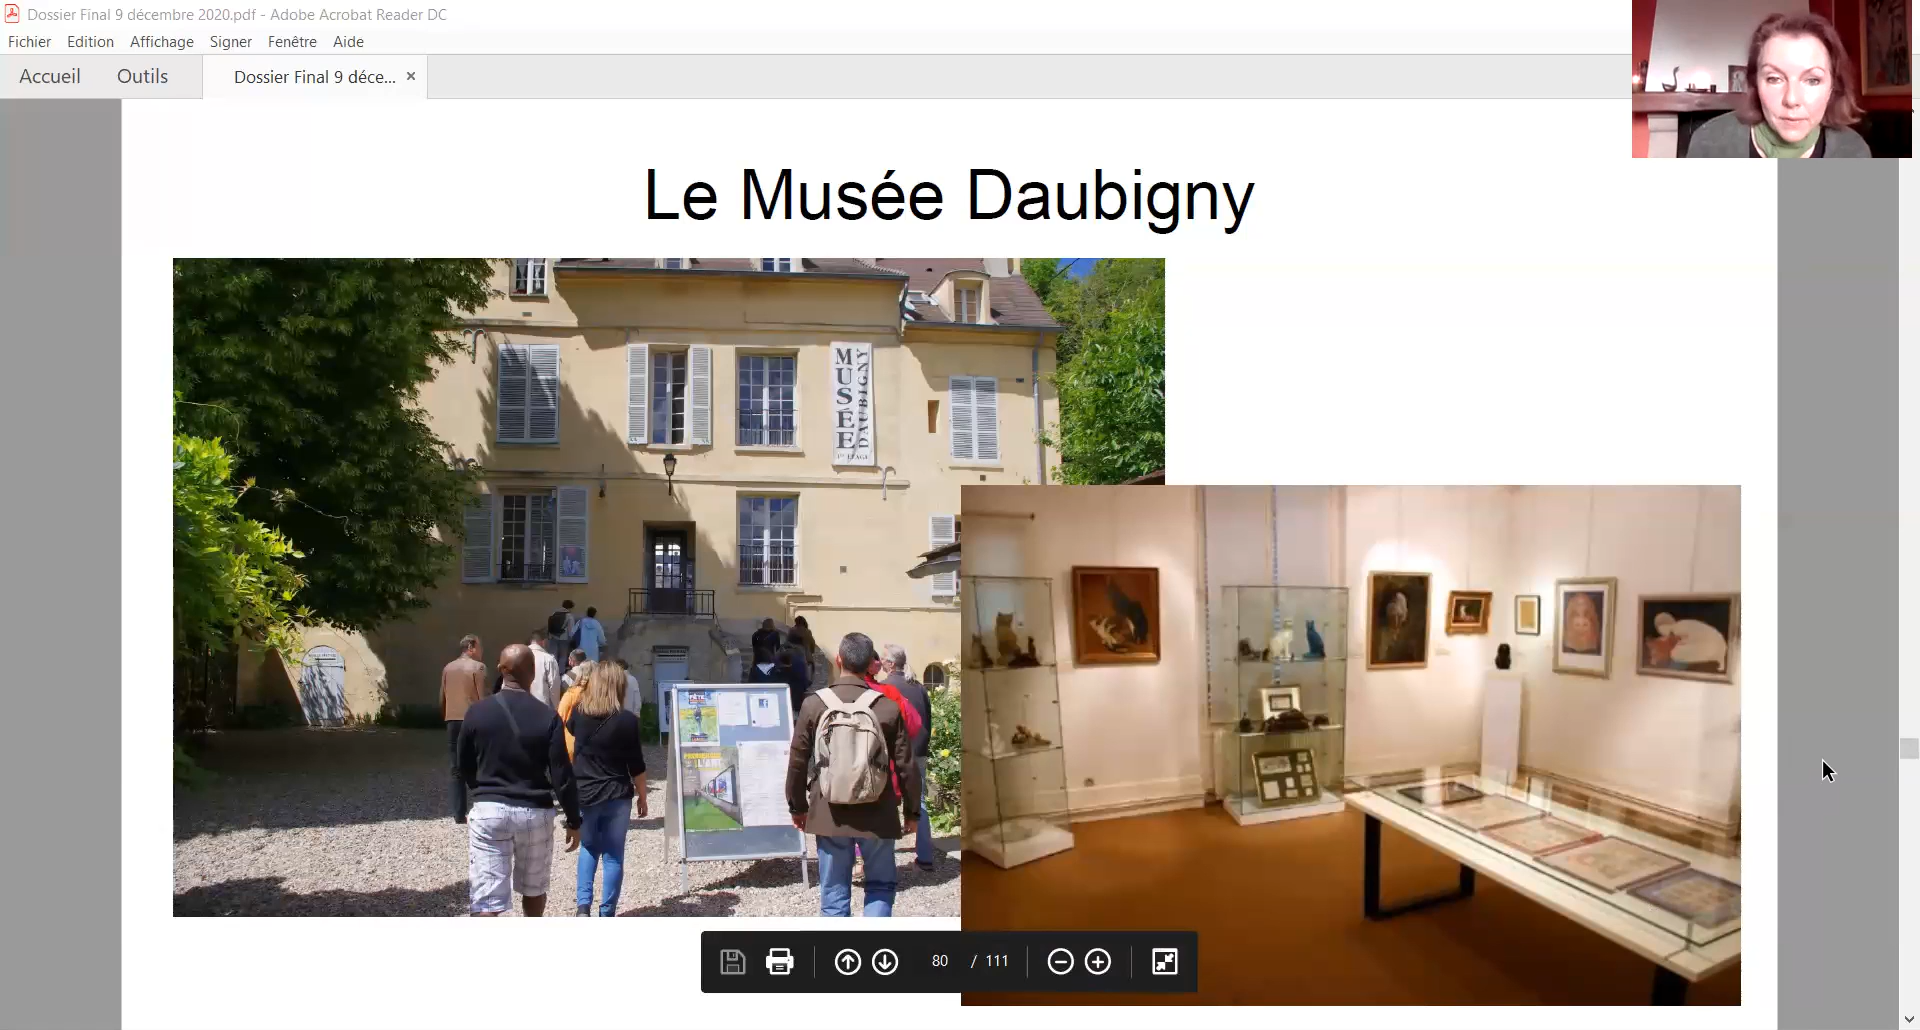 Dossier Final 9 décembre 2020.pdf - Adobe Acrobat Reader DC
Fichier Edition Affichage Signer Fenêtre Aide
Accueil Outils Dossier Final 9 déce... ×
Le Musée Daubigny
MUSÉE
DAUBIGNY
80 / 111